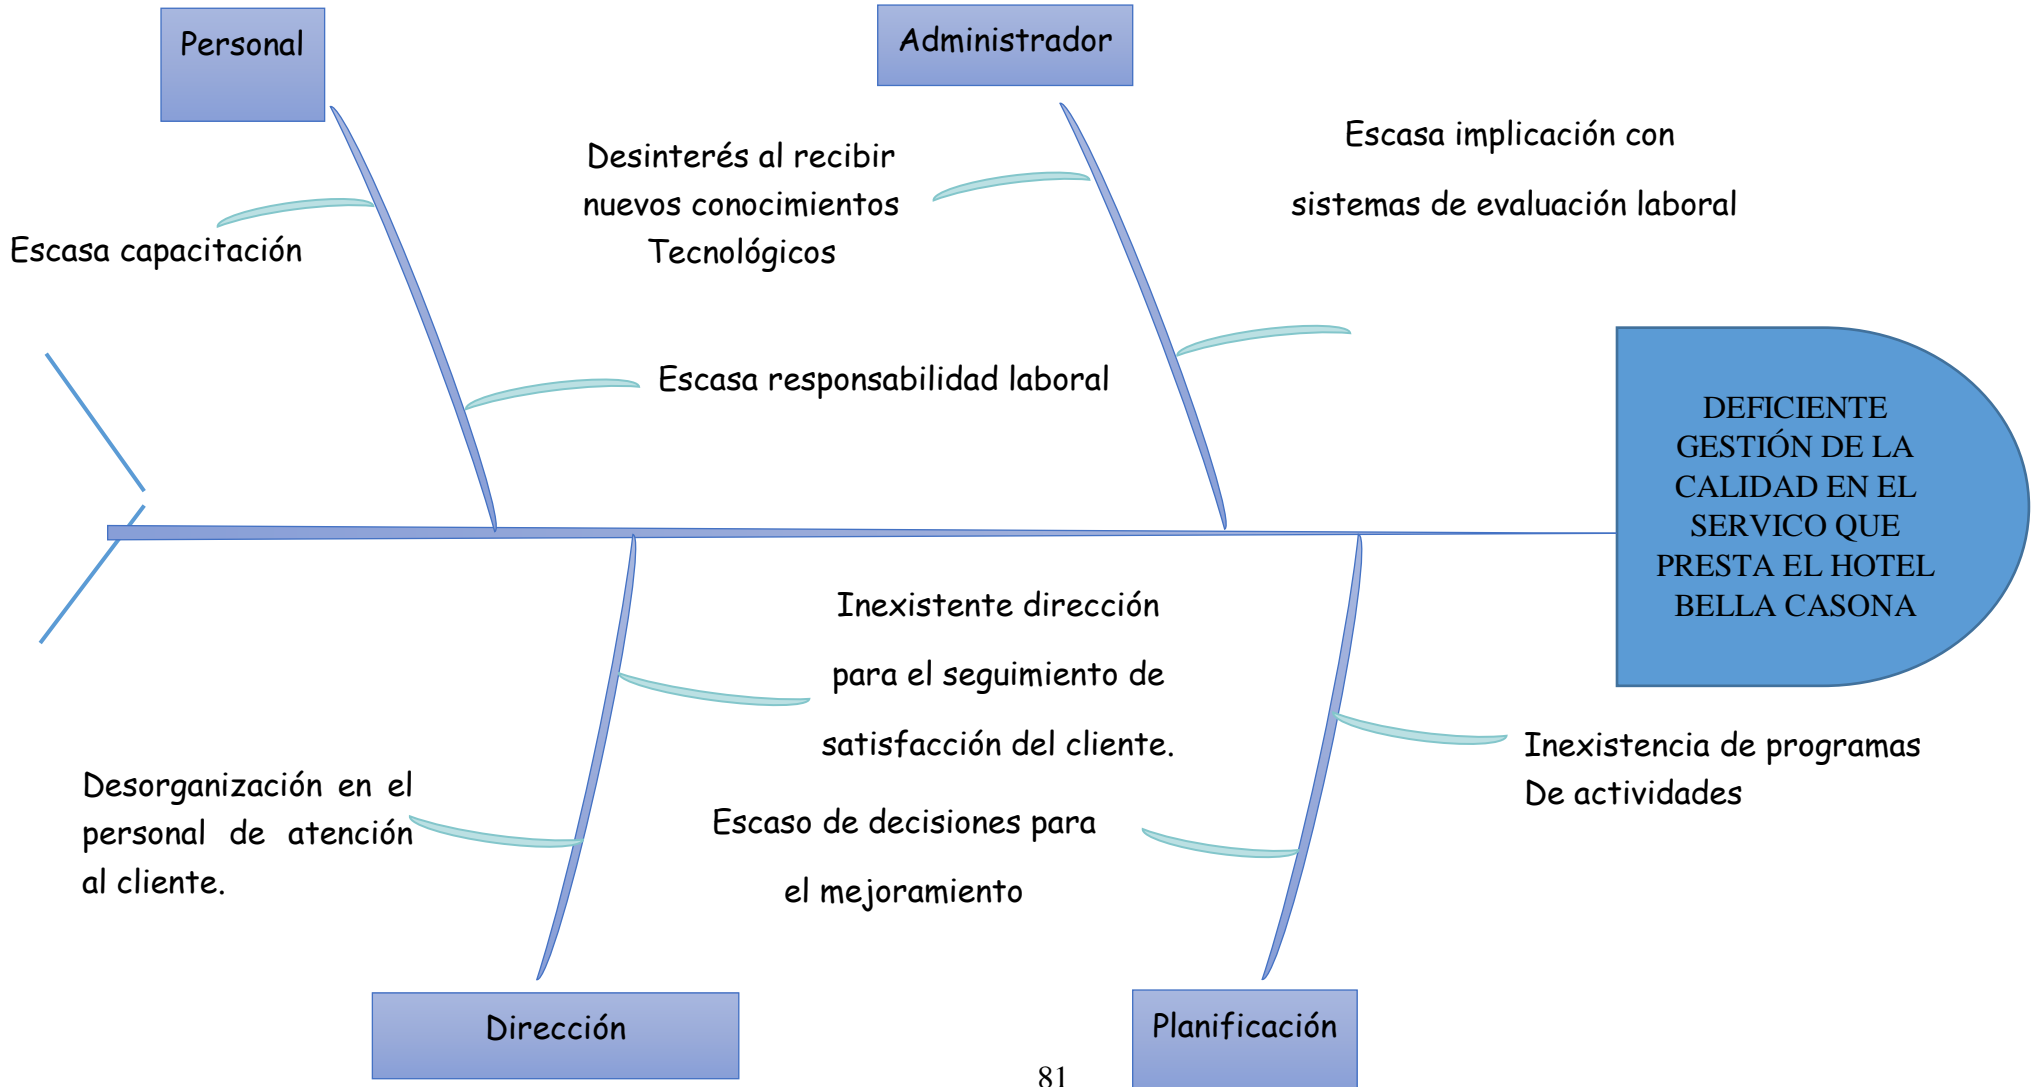 Personal
Administrador
Escasa capacitación
Desinterés al recibir
nuevos conocimientos
Tecnológicos
Escasa implicación con
sistemas de evaluación laboral
Escasa responsabilidad laboral
DEFICIENTE
GESTIÓN DE LA
CALIDAD EN EL
SERVICO QUE
PRESTA EL HOTEL
BELLA CASONA
Inexistente dirección
para el seguimiento de
satisfacción del cliente.
Desorganización en el
personal de atención
al cliente.
Escaso de decisiones para
el mejoramiento
Inexistencia de programas
De actividades
Dirección
Planificación
81